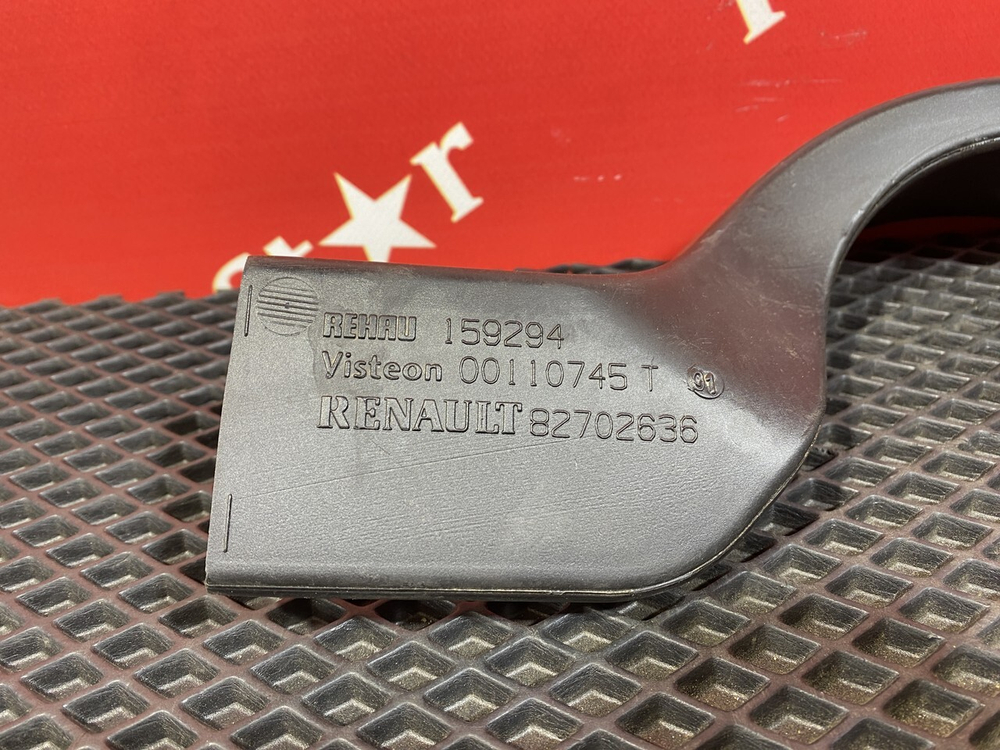 REHAU 159294
Visteon 00110745 T
RENAULT 82702636